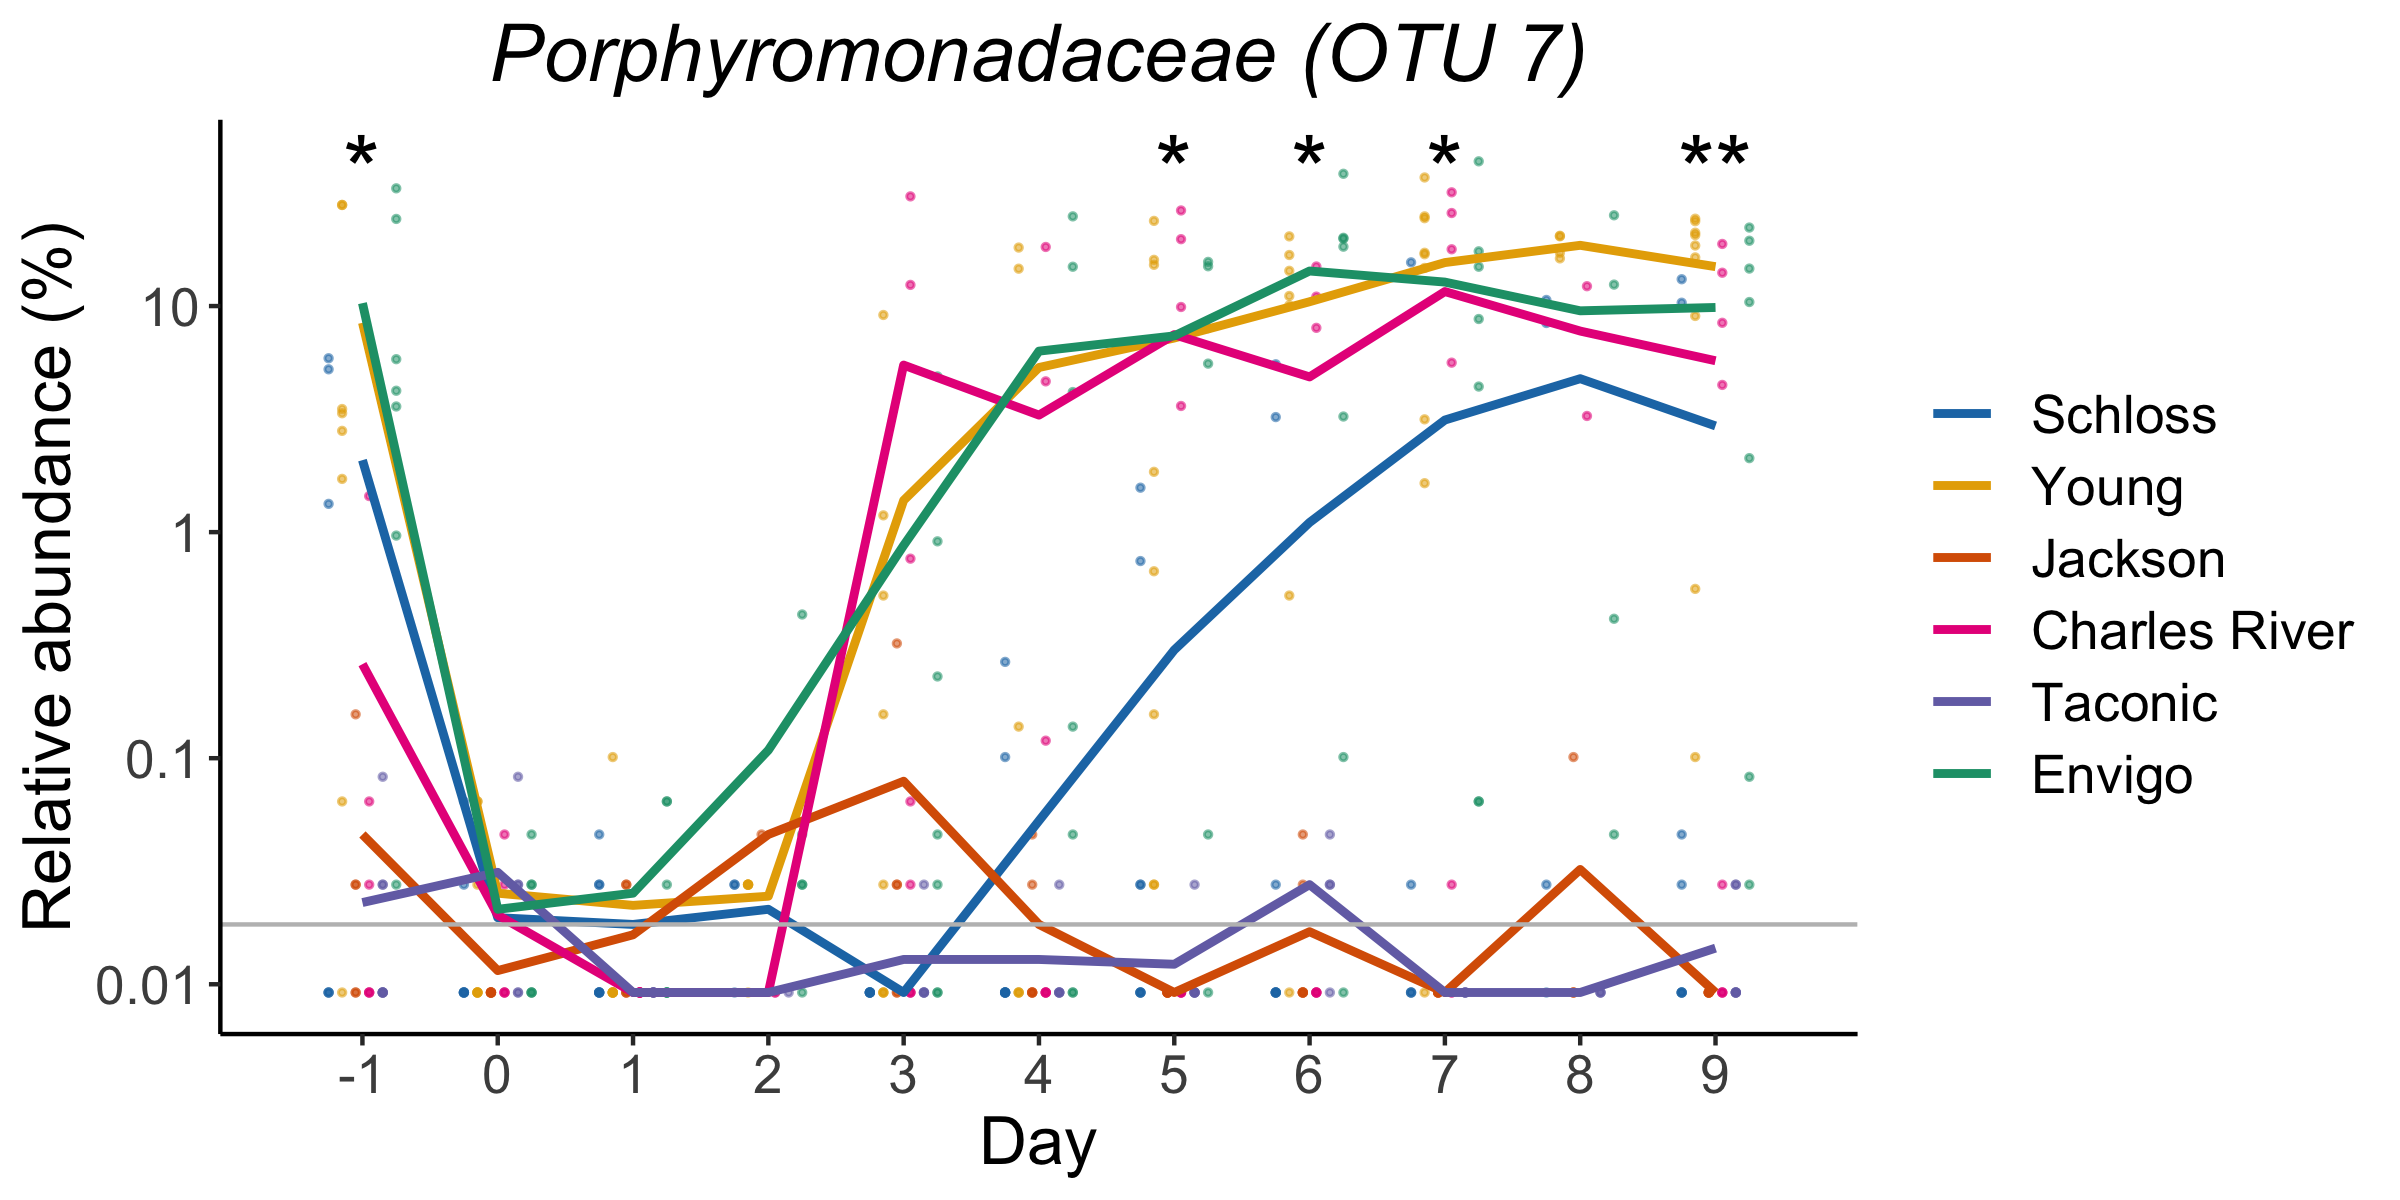 Porphyromonadaceae (OTU 7)
* * * * **
Relative abundance (%)
10
1
0.1
0.01
-1 0 1 2 3 4 5 6 7 8 9
Day
Schloss
Young
Jackson
Charles River
Taconic
Envigo